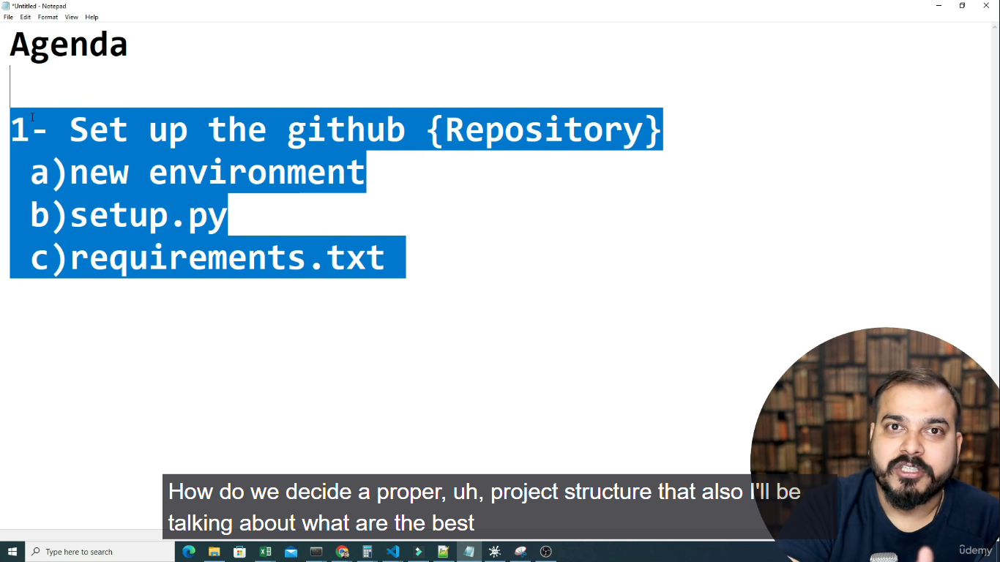 *Untitled - Notepad
File Edit Format View Help
Agenda
1- Set up the github {Repository}
a)new environment
b)setup.py
c)requirements.txt
How do we decide a proper, uh, project structure that also I'll be
talking about what are the best
Type here to search
ûdemy